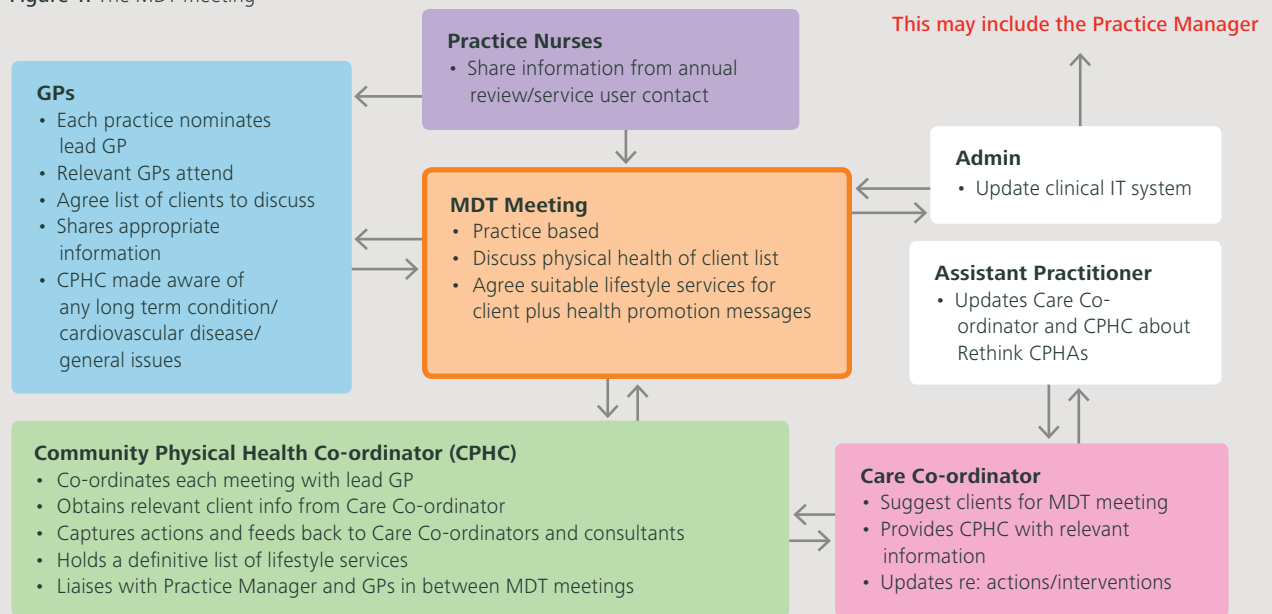 Figure 1. The MDT meeting
This may include the Practice Manager
Practice Nurses
• Share information from annual
review/service user contact
GPs
• Each practice nominates
lead GP
• Relevant GPs attend
• Agree list of clients to discuss
• Shares appropriate
information
• CPHC made aware of
any long term condition/
cardiovascular disease/
general issues
MDT Meeting
• Practice based
• Discuss physical health of client list
• Agree suitable lifestyle services for
client plus health promotion messages
Admin
• Update clinical IT system
Assistant Practitioner
• Updates Care Co-
ordinator and CPHC about
Rethink CPHAs
Community Physical Health Co-ordinator (CPHC)
• Co-ordinates each meeting with lead GP
• Obtains relevant client info from Care Co-ordinator
• Captures actions and feeds back to Care Co-ordinators and consultants
• Holds a definitive list of lifestyle services
• Liaises with Practice Manager and GPs in between MDT meetings
Care Co-ordinator
• Suggest clients for MDT meeting
• Provides CPHC with relevant
information
• Updates re: actions/interventions